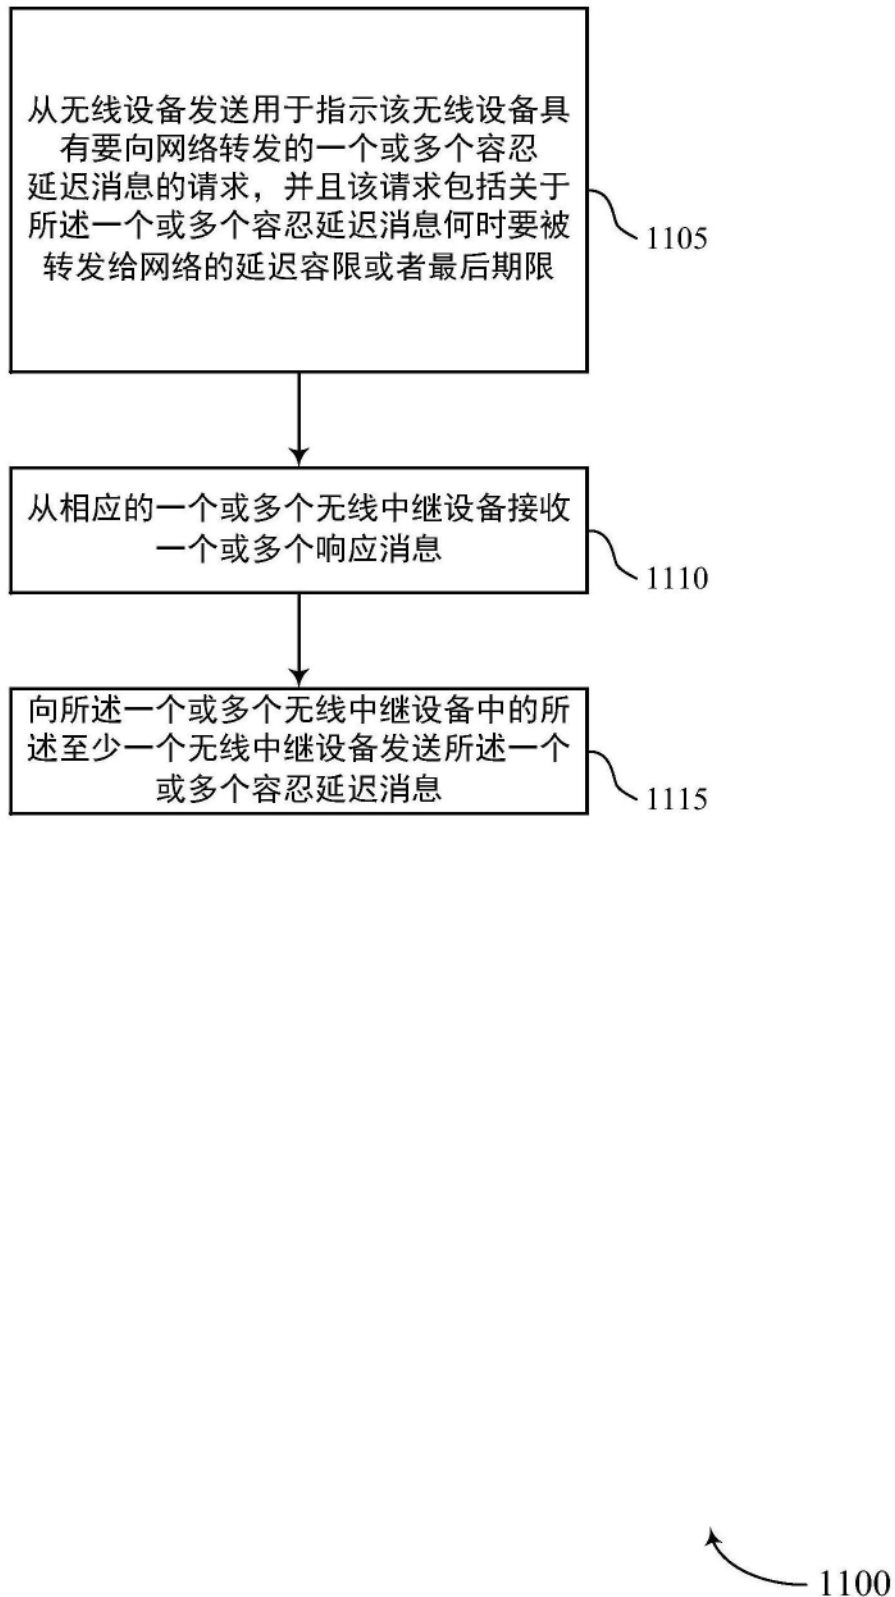 从无线设备发送用于指示该无线设备具
有要向网络转发的一个或多个容忍
延迟消息的请求，并且该请求包括关于
所述一个或多个容忍延迟消息何时要被
转发给网络的延迟容限或者最后期限
1105
从相应的一个或多个无线中继设备接收
一个或多个响应消息
1110
向所述一个或多个无线中继设备中的所
述至少一个无线中继设备发送所述一个
或多个容忍延迟消息
1115
1100